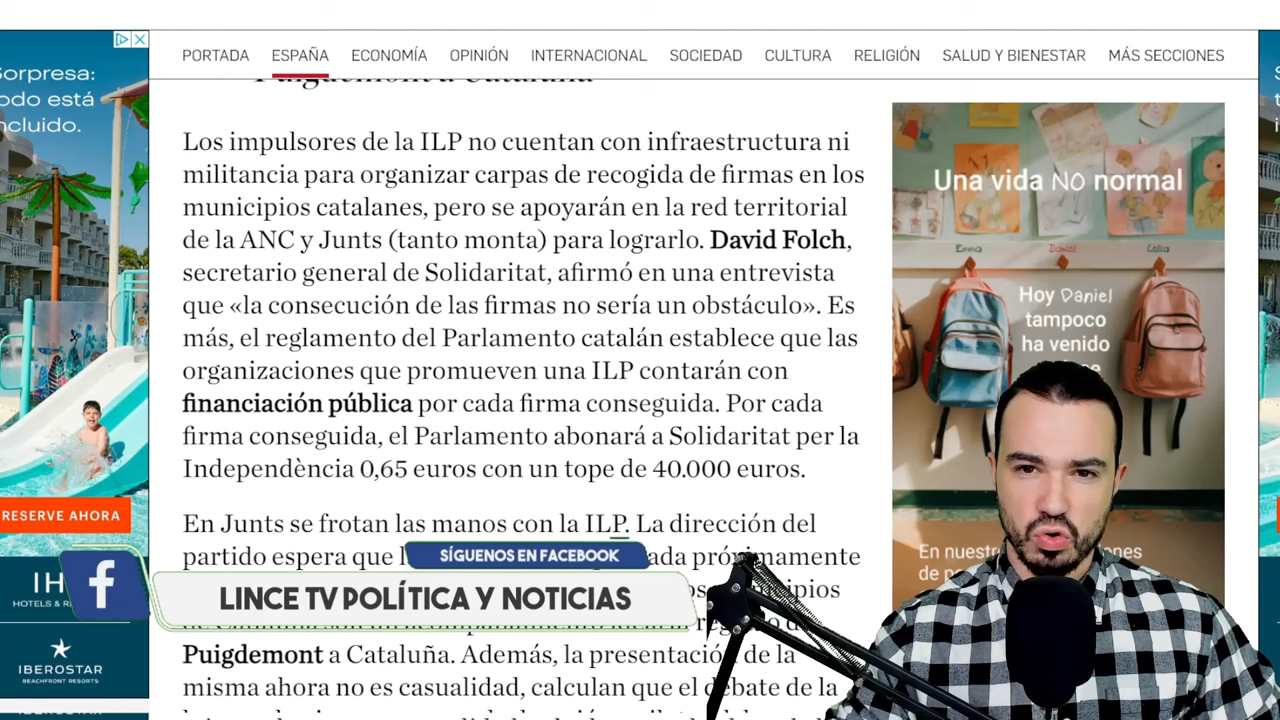 Sorpresa:
odo está
ncluido.
RESERVE AHORA
HOTELS & RE
IBEROSTAR
BEACHFRONT RESORTS
PORTADA ESPAÑA ECONOMÍA OPINIÓN INTERNACIONAL SOCIEDAD CULTURA RELIGIÓN SALUD Y BIENESTAR MÁS SECCIONES
Puigdemont a Cataluña
Los impulsores de la ILP no cuentan con infraestructura ni
militancia para organizar carpas de recogida de firmas en los
municipios catalanes, pero se apoyarán en la red territorial
de la ANC y Junts (tanto monta) para lograrlo. David Folch,
secretario general de Solidaritat, afirmó en una entrevista
que «la consecución de las firmas no sería un obstáculo». Es
más, el reglamento del Parlamento catalán establece que las
organizaciones que promueven una ILP contarán con
financiación pública por cada firma conseguida. Por cada
firma conseguida, el Parlamento abonará a Solidaritat per la
Independència 0,65 euros con un tope de 40.000 euros.
En Junts se frotan las manos con la ILP. La dirección del
partido espera que
Puigdemont a Cataluña. Además, la presentación de la
misma ahora no es casualidad, calculan que el debate de la
SÍGUENOS EN FACEBOOK
f
LINCE TV POLÍTICA Y NOTICIAS
Una vida NO normal
Emma Daniel Celia
Hoy Daniel
tampoco
ha venido
En nuestr